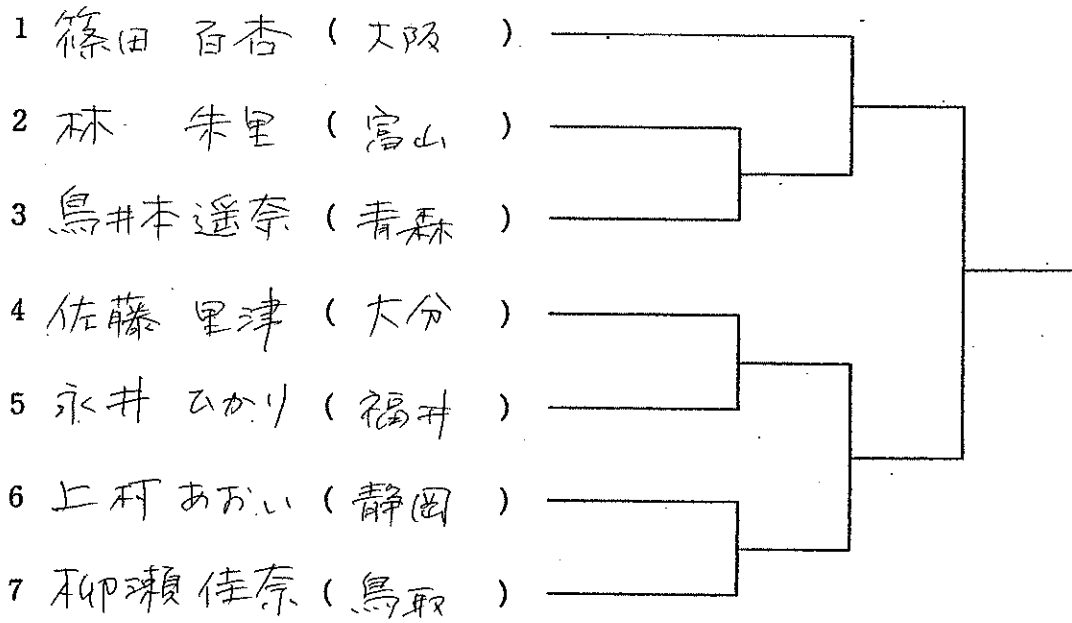 1 篠田 百杏 ( 大阪 )
2 林 朱里 ( 富山 )
3 鳥井本遥奈 ( 青森 )
4 佐藤 里津 ( 大分 )
5 永井 ひかり ( 福井 )
6 上村 あおい ( 静岡 )
7 柳瀬 佳奈 ( 鳥取 )